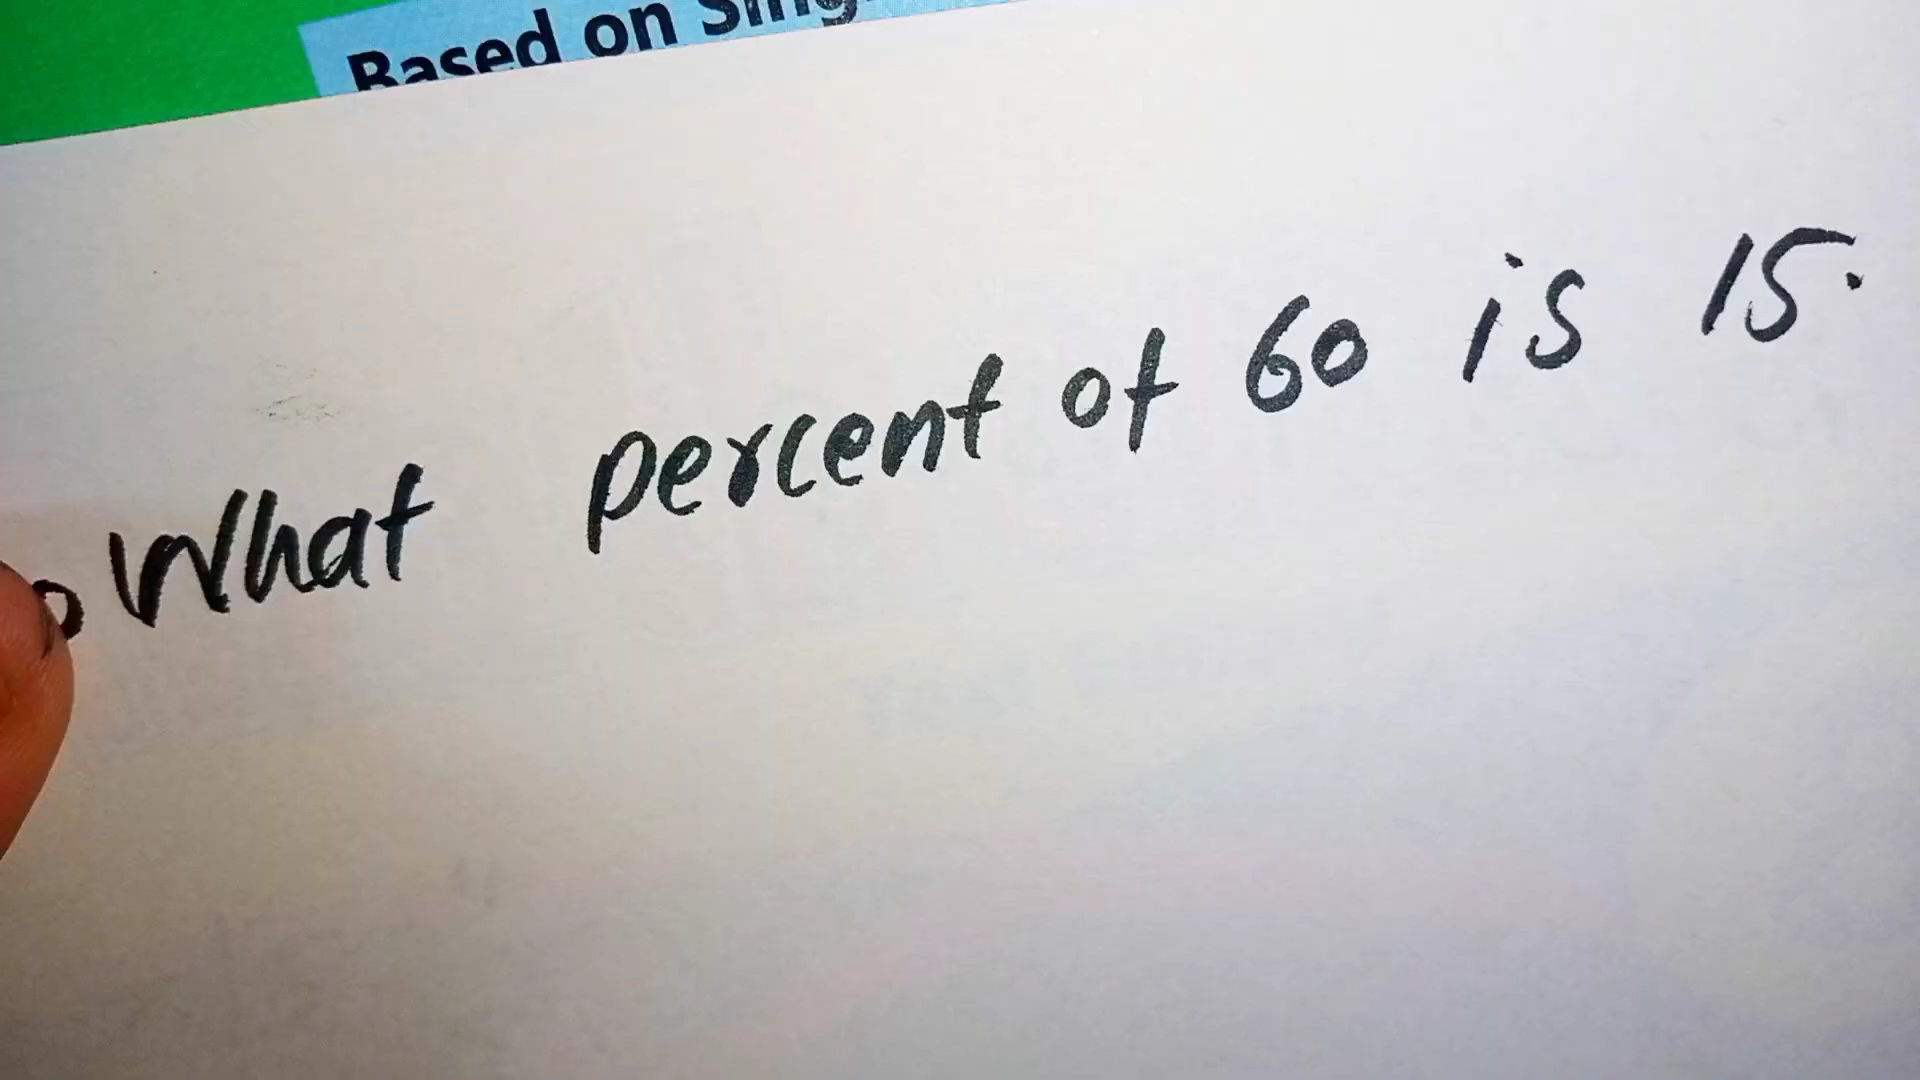 Based on
What percent of 60 is 15.